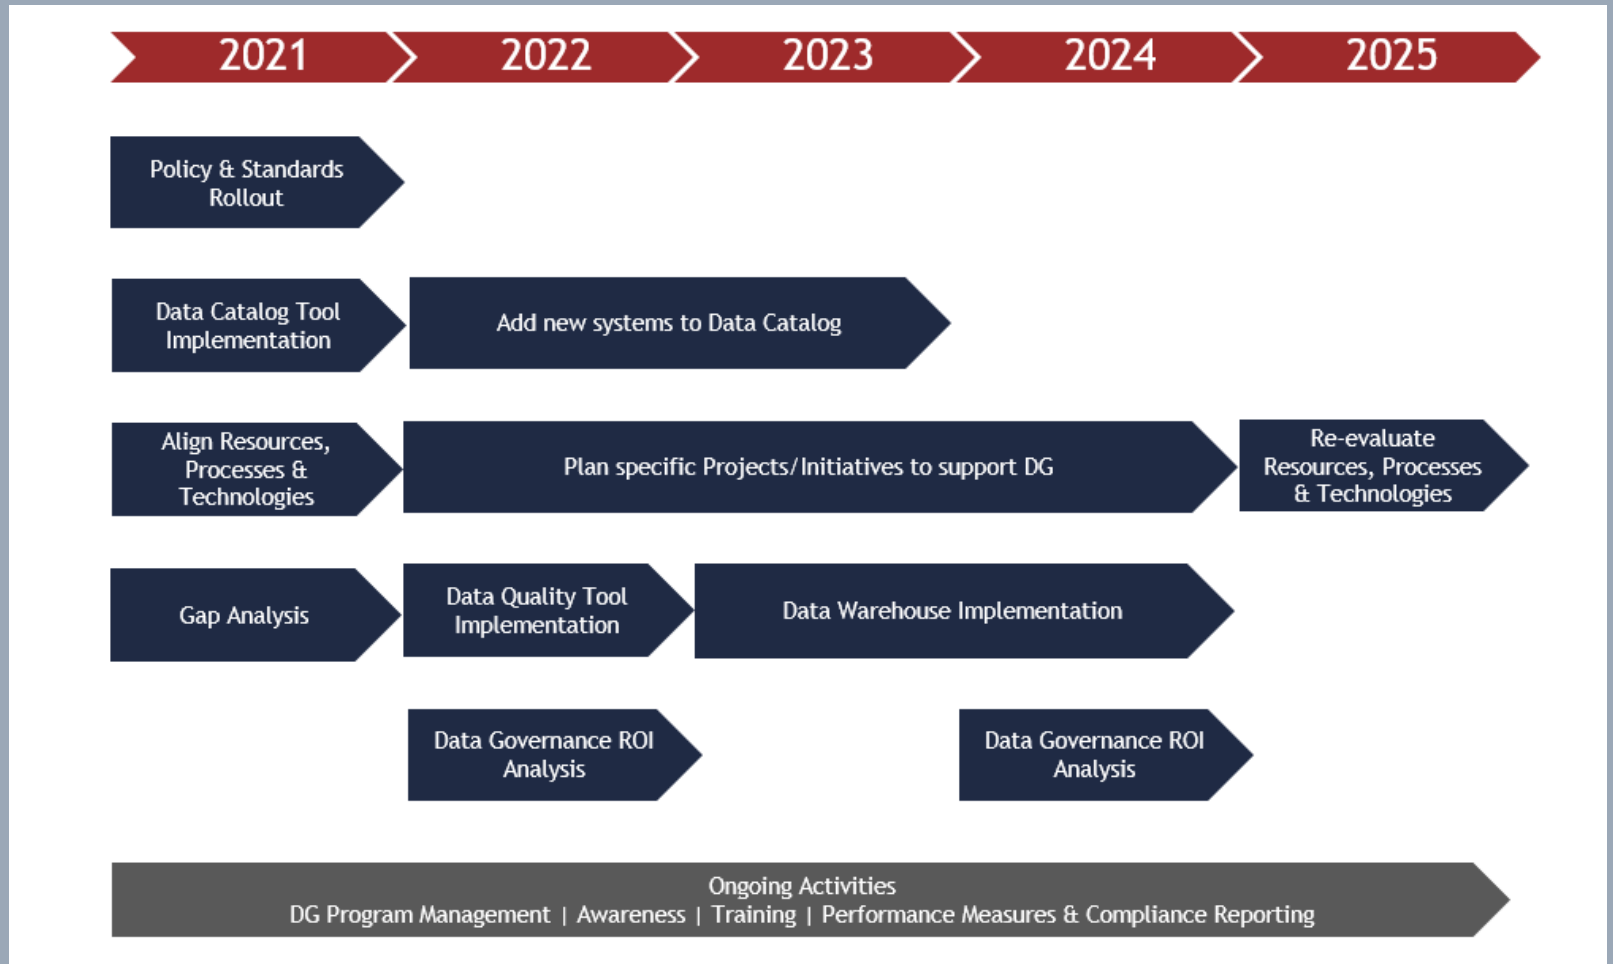 2021
2022
2023
2024
2025
Policy & Standards
Rollout
Data Catalog Tool
Implementation
Add new systems to Data Catalog
Align Resources,
Processes &
Technologies
Plan specific Projects/Initiatives to support DG
Re-evaluate
Resources, Processes
& Technologies
Gap Analysis
Data Quality Tool
Implementation
Data Warehouse Implementation
Data Governance ROI
Analysis
Data Governance ROI
Analysis
Ongoing Activities
DG Program Management | Awareness | Training | Performance Measures & Compliance Reporting